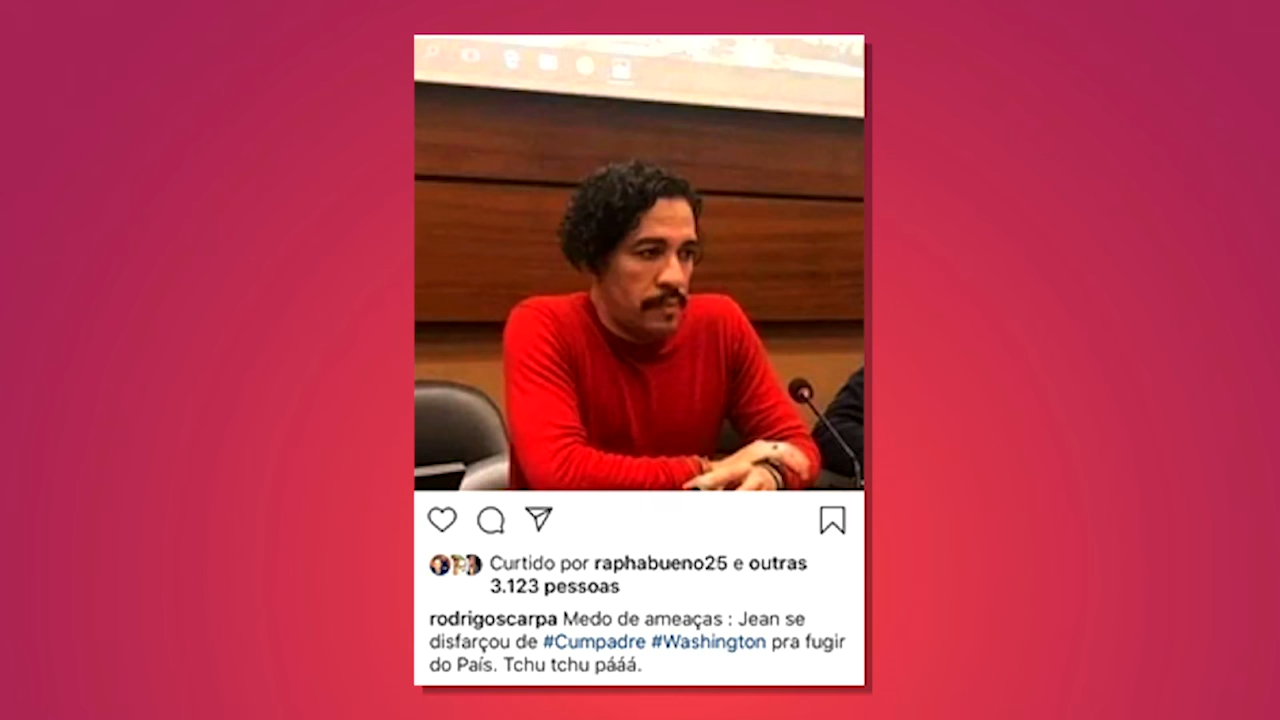 Curtido por raphabueno25 e outras
3.123 pessoas
rodrigoscarpa Medo de ameaças : Jean se
disfarçou de #Cumpadre #Washington pra fugir
do País. Tchu tchu pááá.